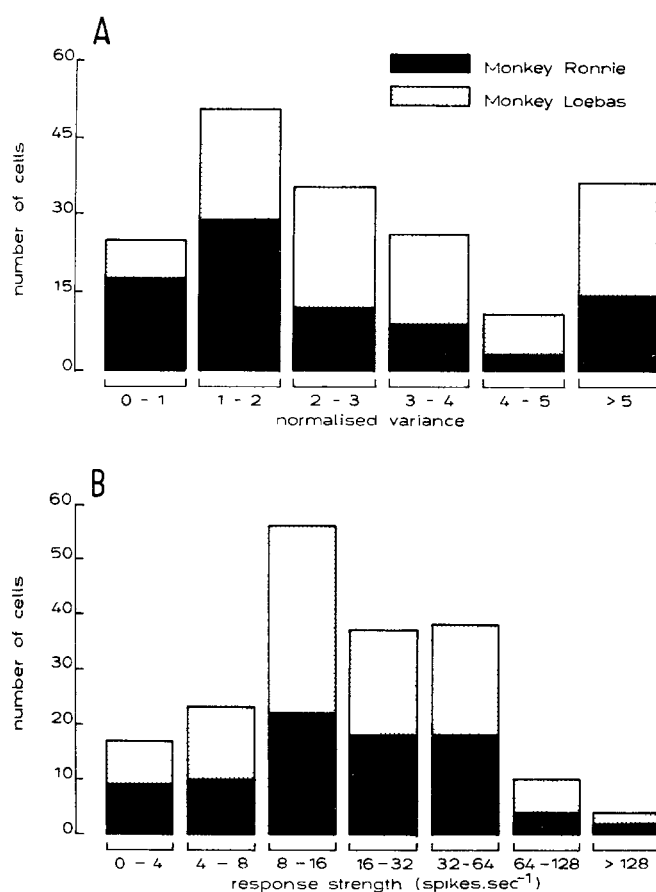 A
60
45
30
15
0
number of cells
Monkey Ronnie
Monkey Loebas
0 - 1 1 - 2 2 - 3 3 - 4 4 - 5 > 5
normalised variance
B
60
50
40
30
20
10
0
number of cells
0 - 4 4 - 8 8 - 16 16 - 32 32 - 64 64 - 128 > 128
response strength (spikes.sec⁻¹)